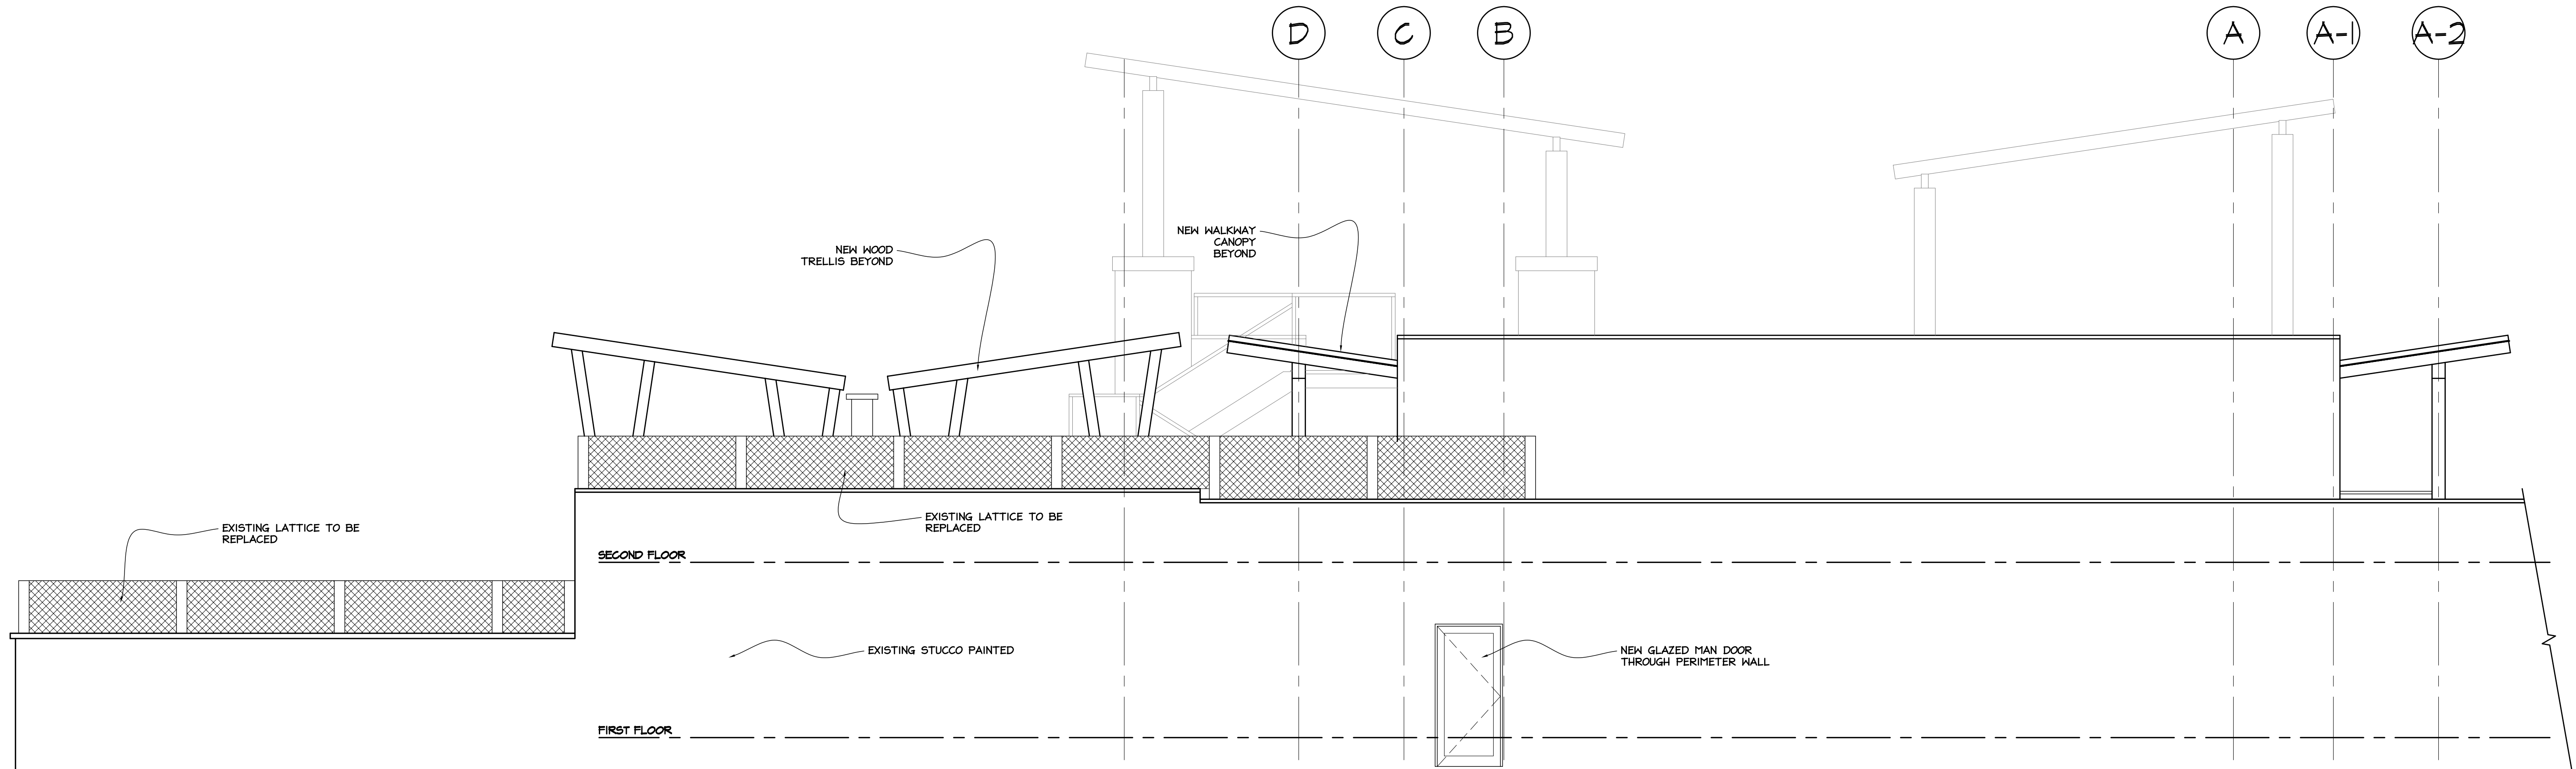 D
C
B
A
A-1
A-2
NEW WALKWAY
CANOPY
BEYOND
NEW WOOD
TRELLIS BEYOND
EXISTING LATTICE TO BE
REPLACED
EXISTING LATTICE TO BE
REPLACED
SECOND FLOOR
EXISTING STUCCO PAINTED
NEW GLAZED MAN DOOR
THROUGH PERIMETER WALL
FIRST FLOOR